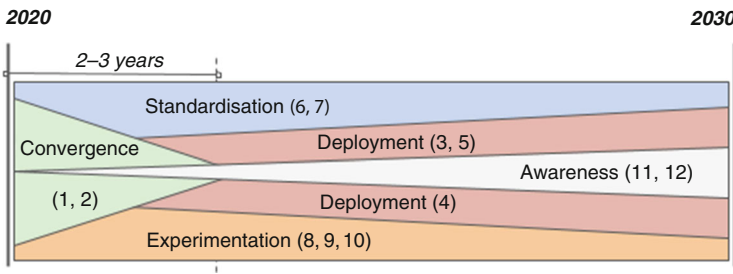 2020
2030
2–3 years
Standardisation (6, 7)
Deployment (3, 5)
Convergence
Awareness (11, 12)
(1, 2)
Deployment (4)
Experimentation (8, 9, 10)